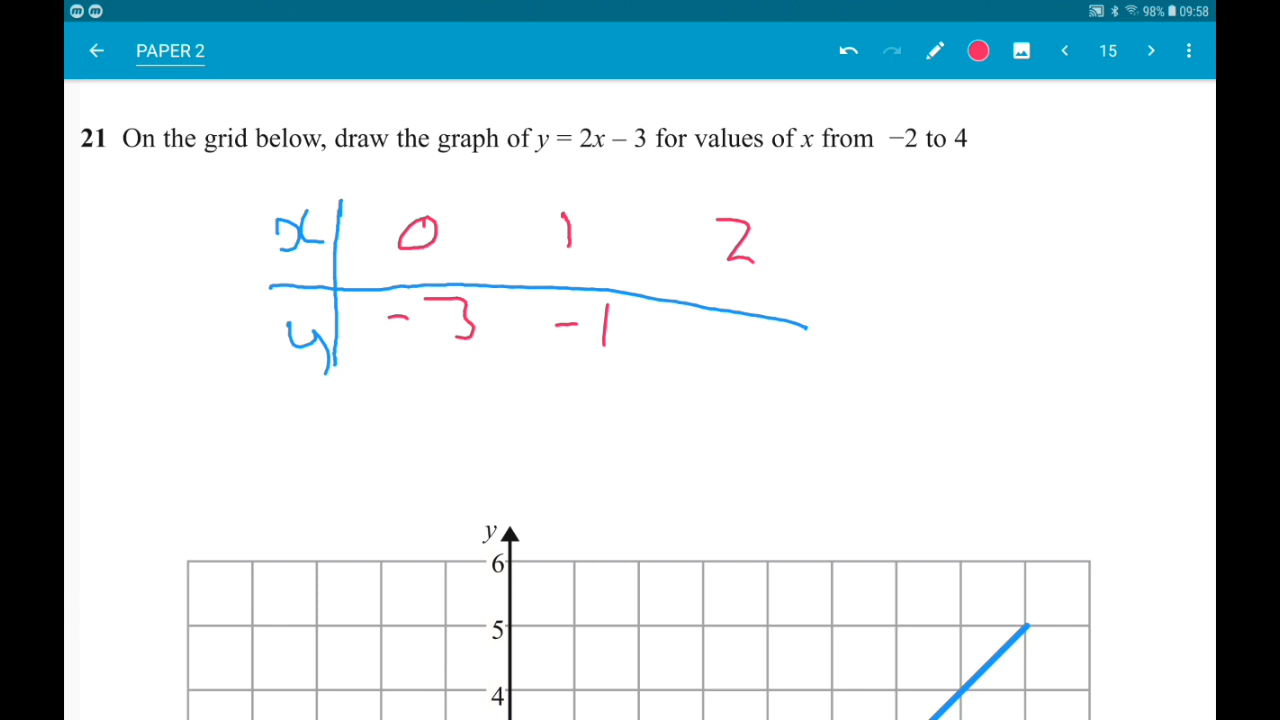 98% 09:58
PAPER 2 15
21 On the grid below, draw the graph of y = 2x – 3 for values of x from −2 to 4
x 0 1 2
y -3 -1
y
6
5
4